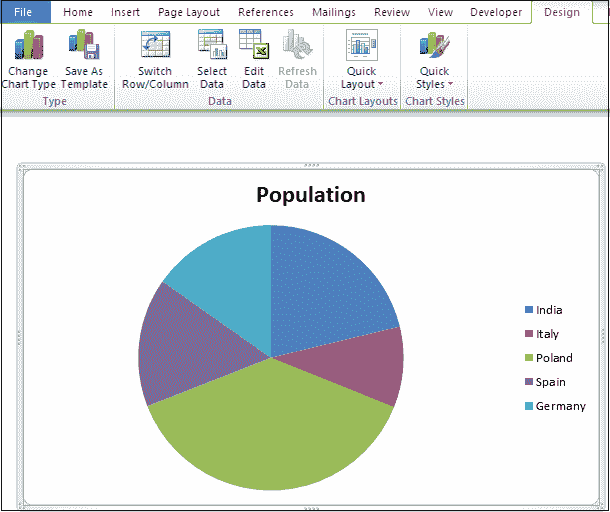 File Home Insert Page Layout References Mailings Review View Developer Design
Change Save As Switch Select Edit Refresh Quick Quick
Chart Type Template Row/Column Data Data Data Layout Styles
Type Data Chart Layouts Chart Styles
Population
India
Italy
Poland
Spain
Germany